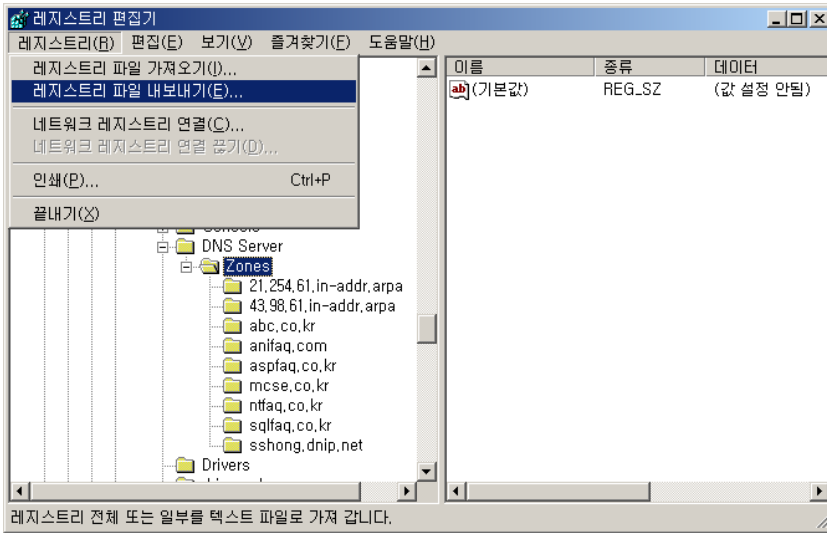 레지스트리 편집기
레지스트리(R) 편집(E) 보기(V) 즐겨찾기(F) 도움말(H)
레지스트리 파일 가져오기(I)...
레지스트리 파일 내보내기(E)...
네트워크 레지스트리 연결(C)...
네트워크 레지스트리 연결 끊기(D)...
인쇄(P)... Ctrl+P
끝내기(X)
이름 종류 데이터
ab (기본값) REG_SZ (값 설정 안됨)
DNS Server
Zones
21.254.61.in-addr.arpa
43.98.61.in-addr.arpa
abc.co.kr
anifaq.com
aspfaq.co.kr
mcse.co.kr
ntfaq.co.kr
sqlfaq.co.kr
sshong.dnip.net
Drivers
레지스트리 전체 또는 일부를 텍스트 파일로 가져 갑니다.